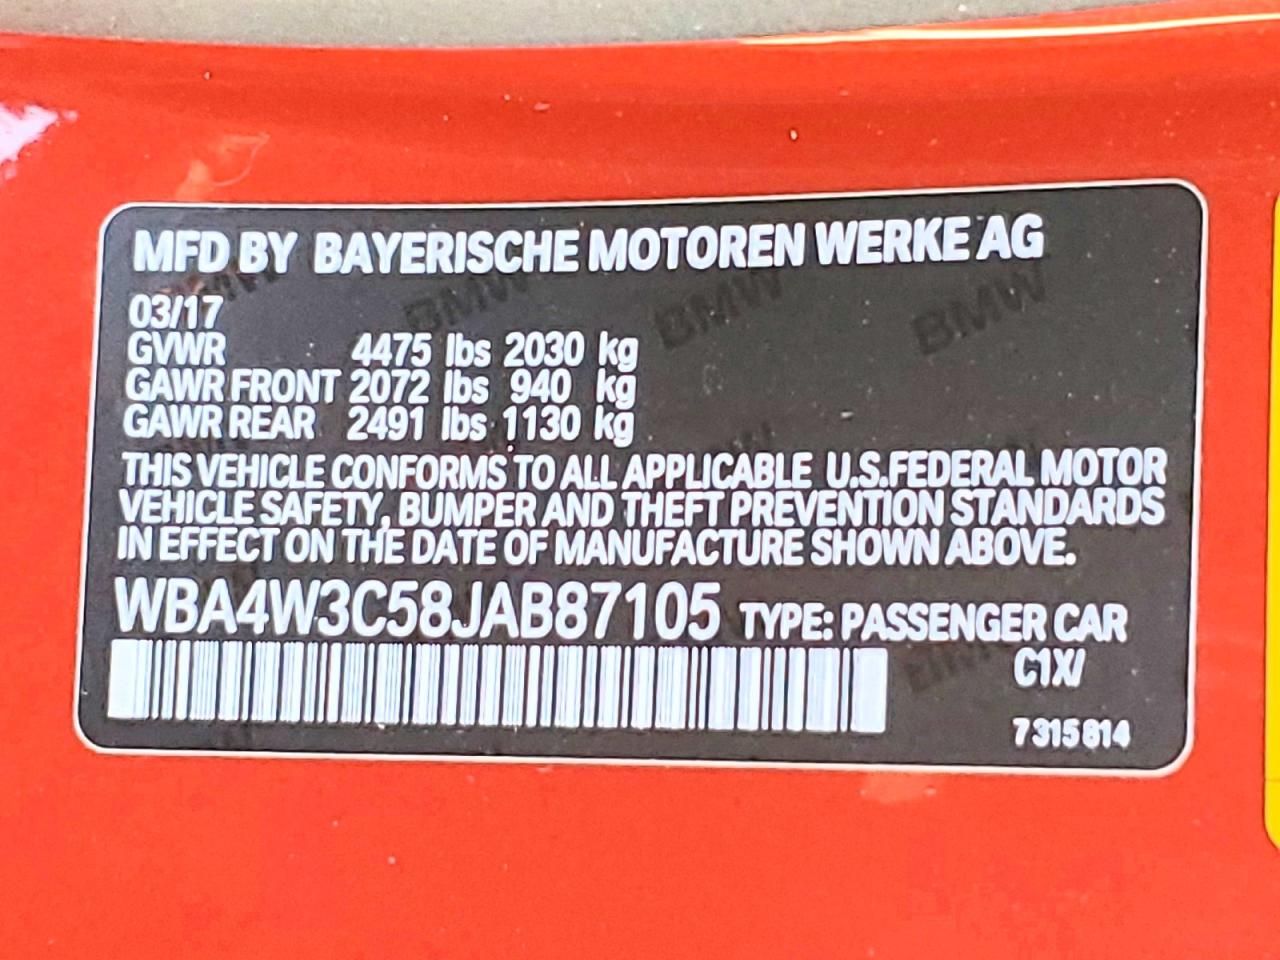 MFD BY BAYERISCHE MOTOREN WERKE AG
03/17
GVWR 4475 lbs 2030 kg
GAWR FRONT 2072 lbs 940 kg
GAWR REAR 2491 lbs 1130 kg
THIS VEHICLE CONFORMS TO ALL APPLICABLE U.S.FEDERAL MOTOR
VEHICLE SAFETY, BUMPER AND THEFT PREVENTION STANDARDS
IN EFFECT ON THE DATE OF MANUFACTURE SHOWN ABOVE.
WBA4W3C58JAB87105 TYPE: PASSENGER CAR
C1X/
7315814